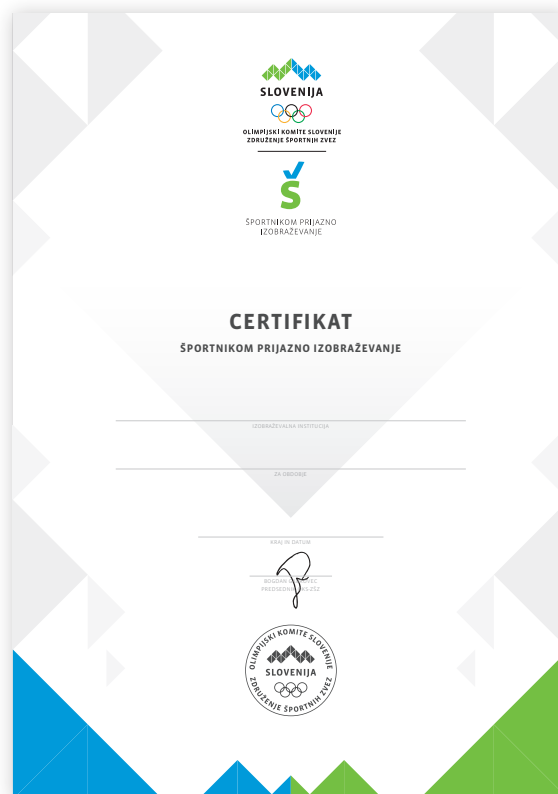 SLOVENIJA
OLIMPIJSKI KOMITE SLOVENIJE
ZDRUŽENJE ŠPORTNIH ZVEZ
Š
ŠPORTNIKOM PRIJAZNO
IZOBRAŽEVANJE
CERTIFIKAT
ŠPORTNIKOM PRIJAZNO IZOBRAŽEVANJE
IZOBRAŽEVALNA INSTITUCIJA
ZA OBDOBJE
KRAJ IN DATUM
BOGDAN
OLIMPIJSKI KOMITE SLOVENIJE
SLOVENIJA
ZDRUŽENJE ŠPORTNIH ZVEZ